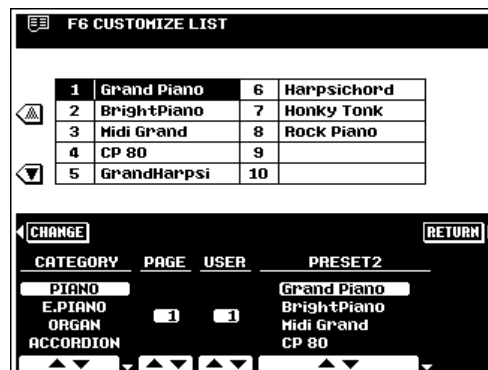 F6 CUSTOMIZE LIST
1 Grand Piano 6 Harpsichord
2 BrightPiano 7 Honky Tonk
3 Midi Grand 8 Rock Piano
4 CP 80 9
5 GrandHarpsi 10
CHANGE RETURN
CATEGORY PAGE USER PRESET2
PIANO Grand Piano
E.PIANO 1 1 BrightPiano
ORGAN Midi Grand
ACCORDION CP 80